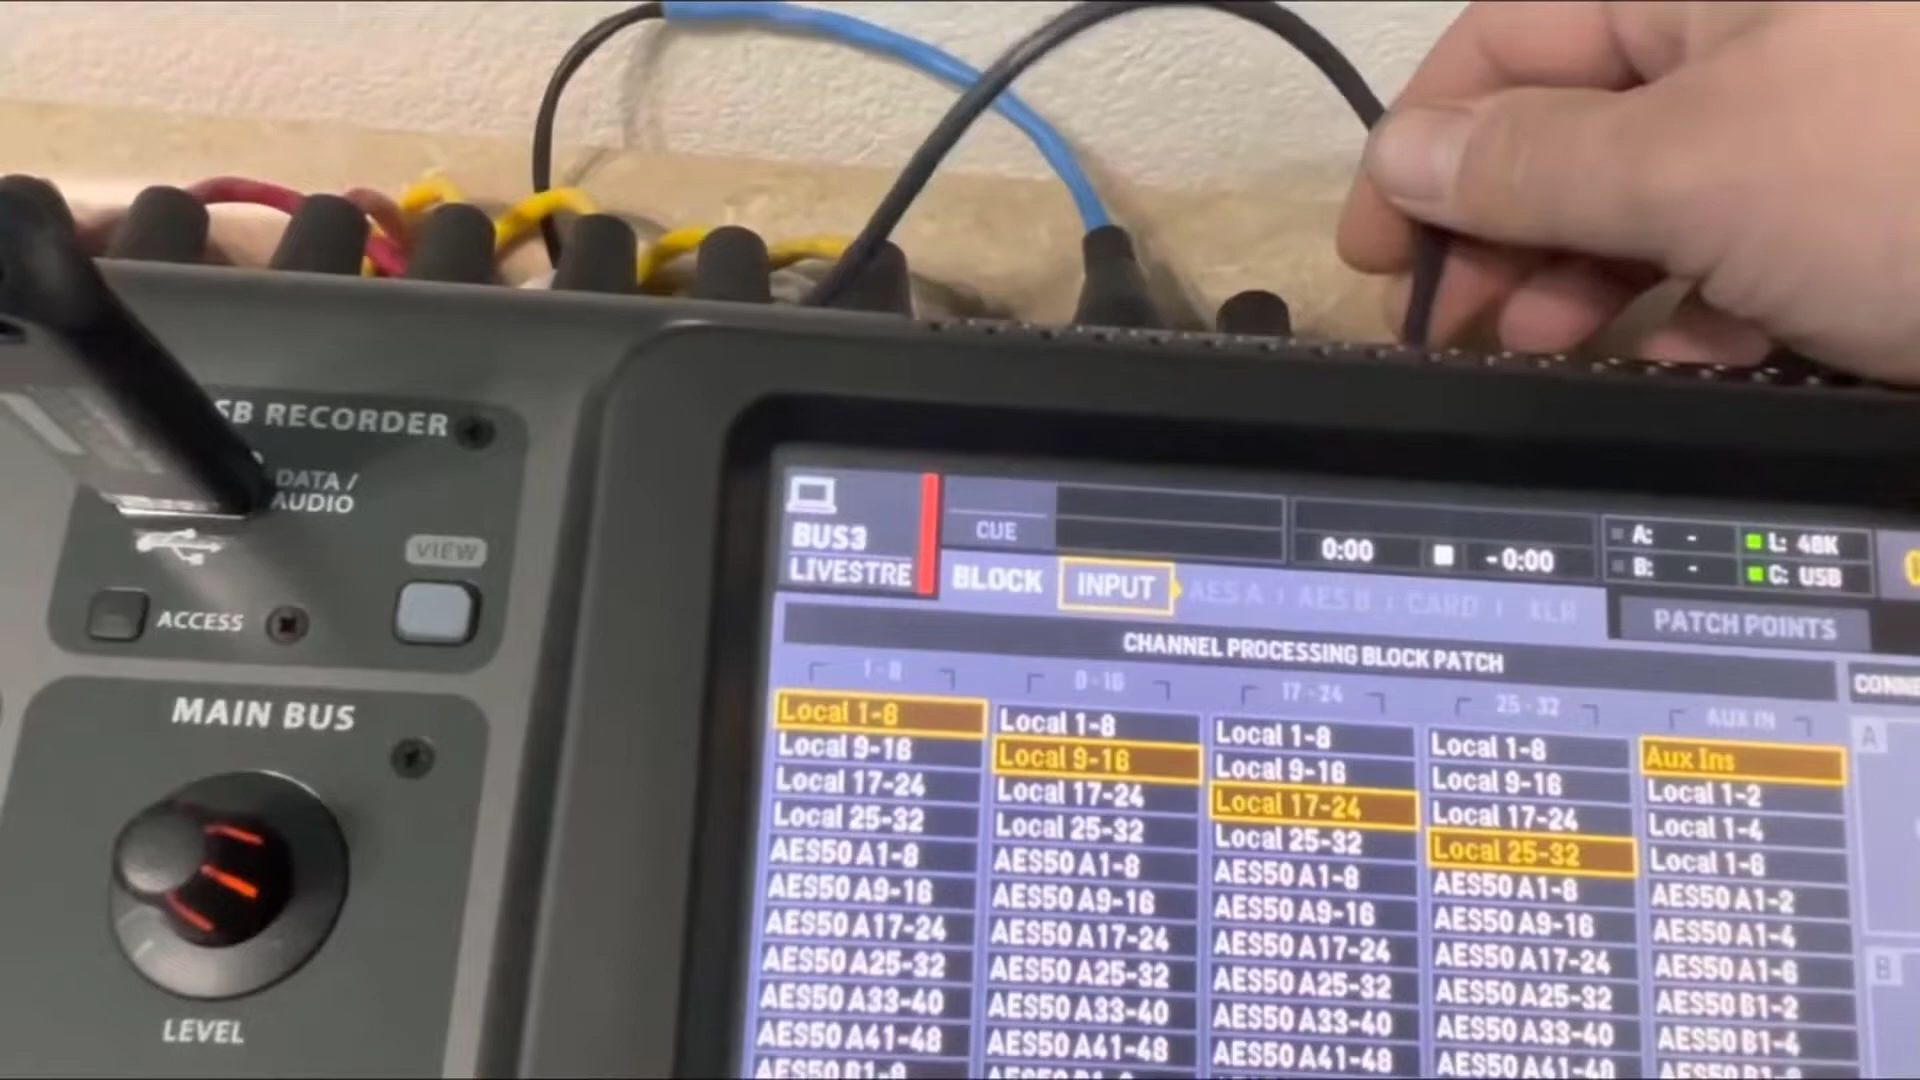 SB RECORDER
DATA /
AUDIO
VIEW
ACCESS
MAIN BUS
LEVEL
BUS3
LIVESTRE
CUE
0:00
-0:00
A: -
B: -
L: 48K
C: USB
BLOCK
INPUT
AES A
AES B
CARD
XLR
PATCH POINTS
CHANNEL PROCESSING BLOCK PATCH
CONNE
1-8
9-16
17-24
25-32
AUX IN
Local 1-8
Local 9-16
Local 17-24
Local 25-32
AES50 A1-8
AES50 A9-16
AES50 A17-24
AES50 A25-32
AES50 A33-40
AES50 A41-48
AES50 B1-8
Local 1-8
Local 9-16
Local 17-24
Local 25-32
AES50 A1-8
AES50 A9-16
AES50 A17-24
AES50 A25-32
AES50 A33-40
AES50 A41-48
Local 1-8
Local 9-16
Local 17-24
Local 25-32
AES50 A1-8
AES50 A9-16
AES50 A17-24
AES50 A25-32
AES50 A33-40
AES50 A41-48
Local 1-8
Local 9-16
Local 17-24
Local 25-32
AES50 A1-8
AES50 A9-16
AES50 A17-24
AES50 A25-32
AES50 A33-40
AES50 A41-48
Aux Ins
Local 1-2
Local 1-4
Local 1-6
AES50 A1-2
AES50 A1-4
AES50 A1-6
AES50 B1-2
AES50 B1-4
A
B